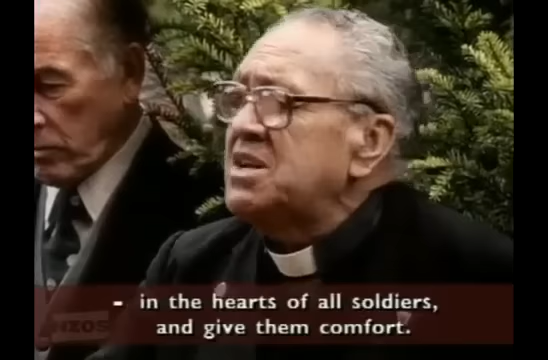 - in the hearts of all soldiers,
and give them comfort.